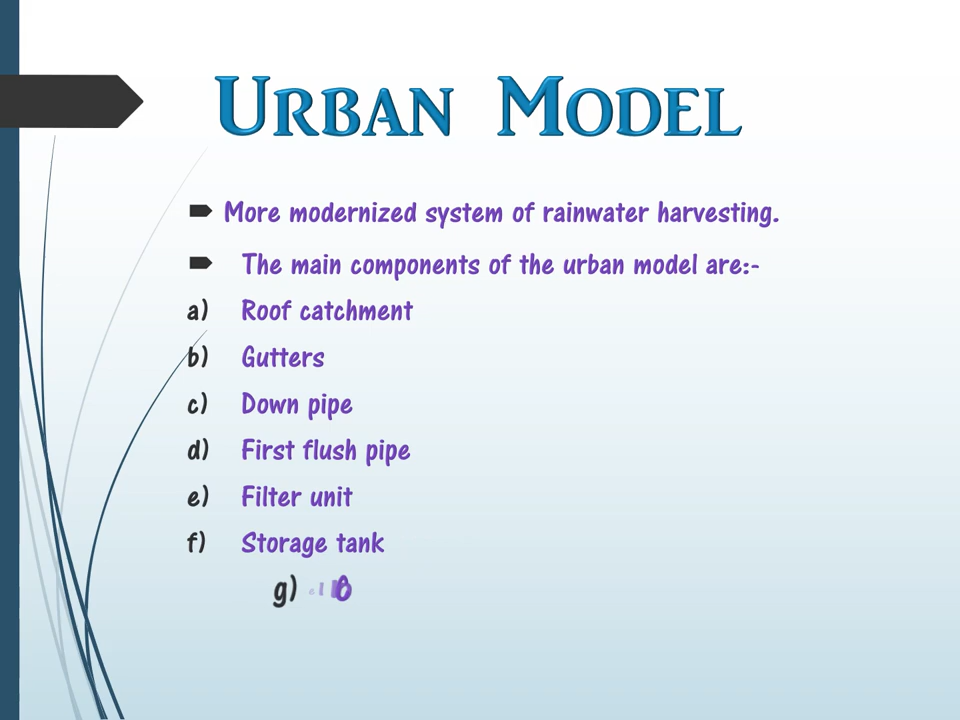 URBAN MODEL
More modernized system of rainwater harvesting.
The main components of the urban model are:-
a) Roof catchment
b) Gutters
c) Down pipe
d) First flush pipe
e) Filter unit
f) Storage tank
g)